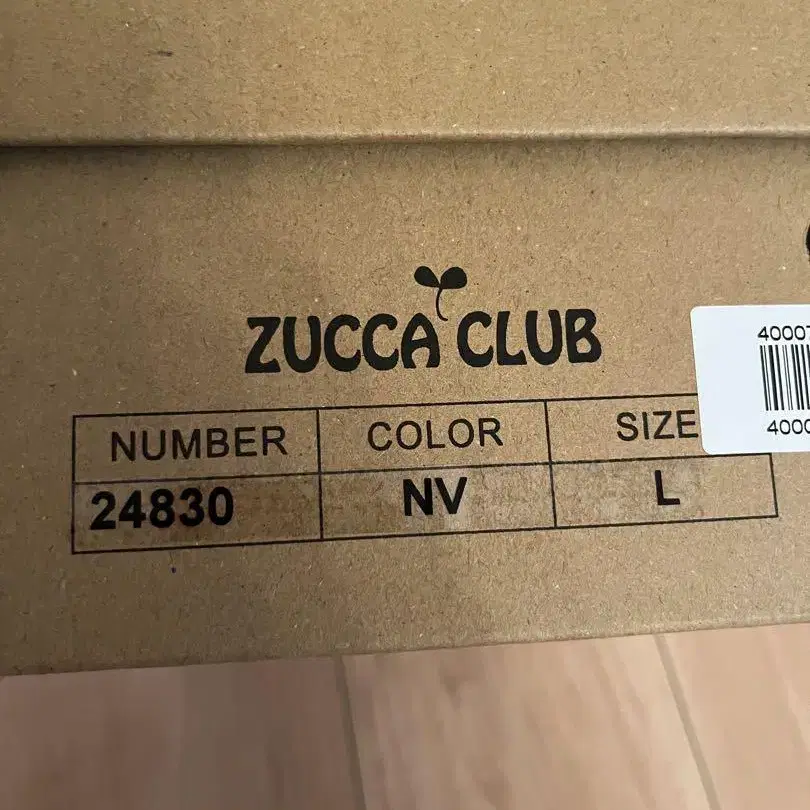 ZUCCA CLUB
NUMBER COLOR SIZE
24830 NV L